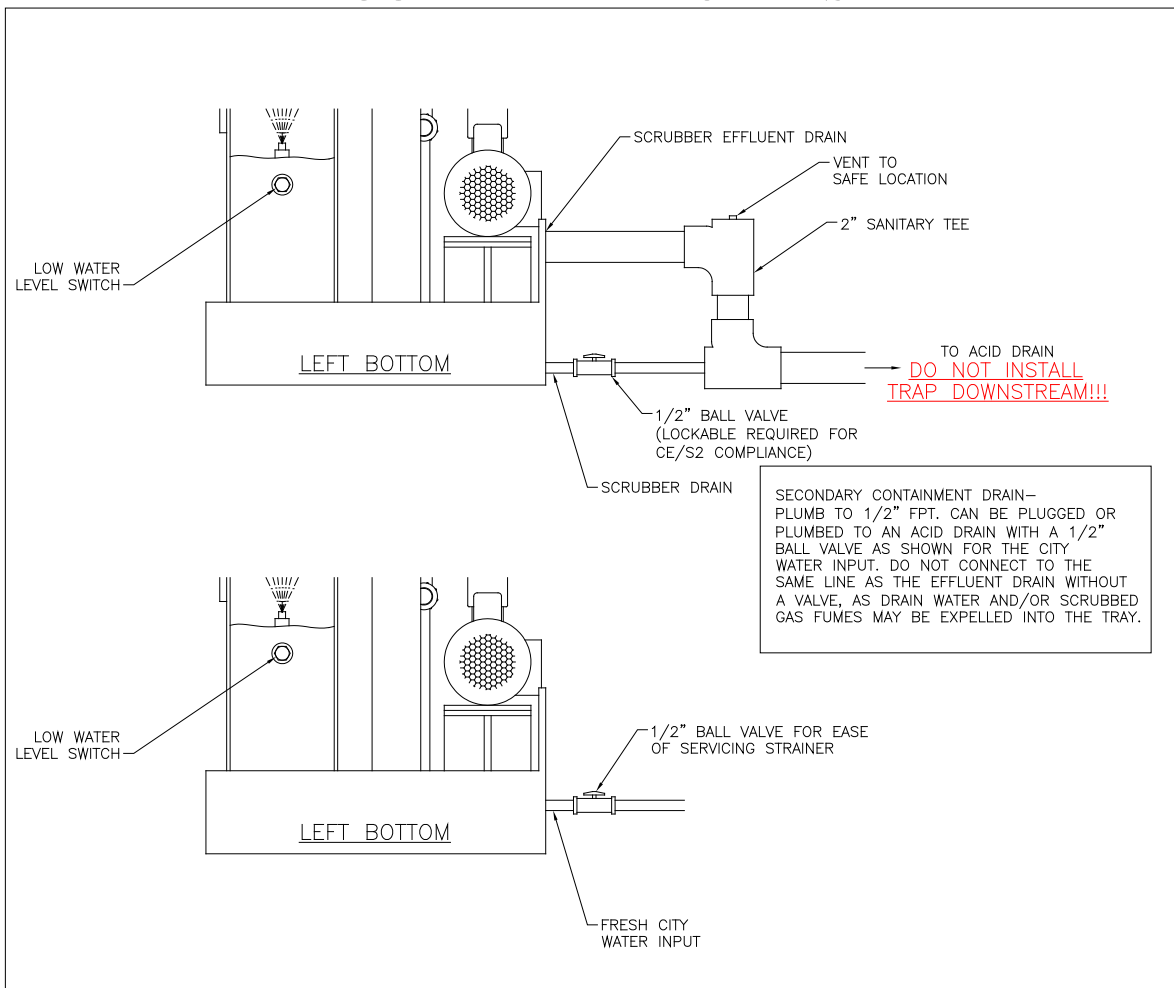 SCRUBBER EFFLUENT DRAIN
VENT TO
SAFE LOCATION
2" SANITARY TEE
LOW WATER
LEVEL SWITCH
LEFT BOTTOM
TO ACID DRAIN
DO NOT INSTALL
TRAP DOWNSTREAM!!!
1/2" BALL VALVE
(LOCKABLE REQUIRED FOR
CE/S2 COMPLIANCE)
SCRUBBER DRAIN
SECONDARY CONTAINMENT DRAIN–
PLUMB TO 1/2" FPT. CAN BE PLUGGED OR
PLUMBED TO AN ACID DRAIN WITH A 1/2"
BALL VALVE AS SHOWN FOR THE CITY
WATER INPUT. DO NOT CONNECT TO THE
SAME LINE AS THE EFFLUENT DRAIN WITHOUT
A VALVE, AS DRAIN WATER AND/OR SCRUBBED
GAS FUMES MAY BE EXPELLED INTO THE TRAY.
LOW WATER
LEVEL SWITCH
1/2" BALL VALVE FOR EASE
OF SERVICING STRAINER
LEFT BOTTOM
FRESH CITY
WATER INPUT